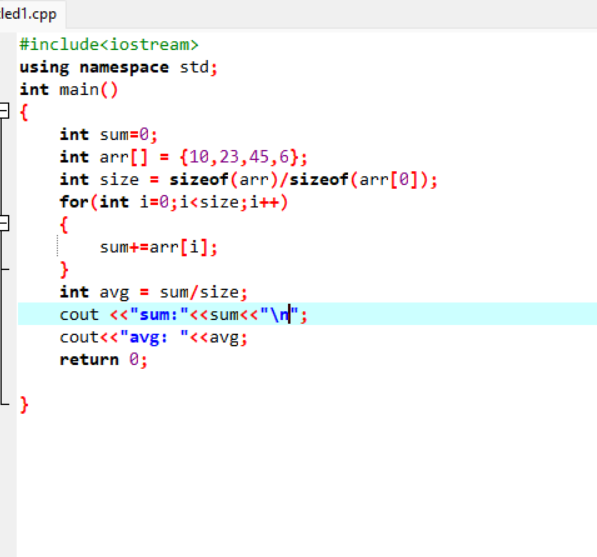 led1.cpp
#include<iostream>
using namespace std;
int main()
{
    int sum=0;
    int arr[] = {10,23,45,6};
    int size = sizeof(arr)/sizeof(arr[0]);
    for(int i=0;i<size;i++)
    {
        sum+=arr[i];
    }
    int avg = sum/size;
    cout <<"sum:"<<sum<<"\n";
    cout<<"avg: "<<avg;
    return 0;
}